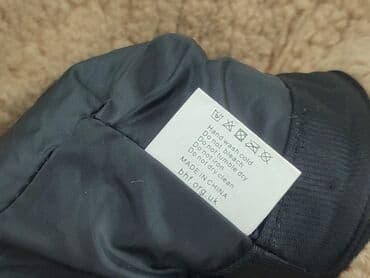 Hand wash cold
Do not bleach
Do not tumble dry
Do not iron
Do not dry clean
MADE IN CHINA
bhf.org.uk